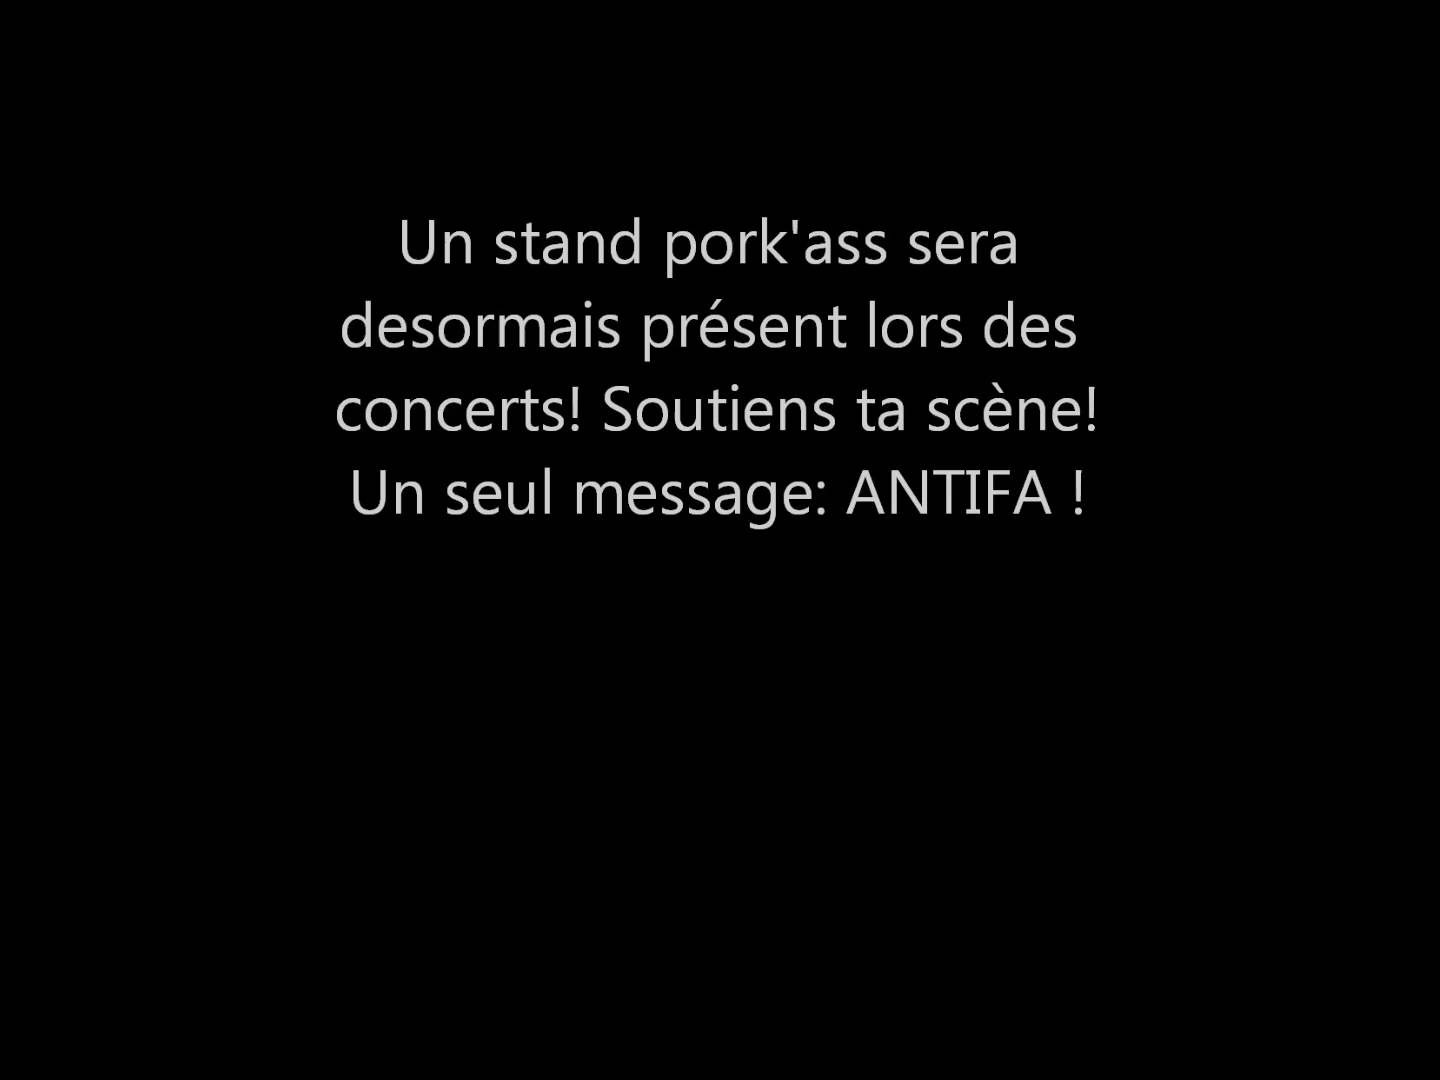 Un stand pork'ass sera
desormais présent lors des
concerts! Soutiens ta scène!
Un seul message: ANTIFA !